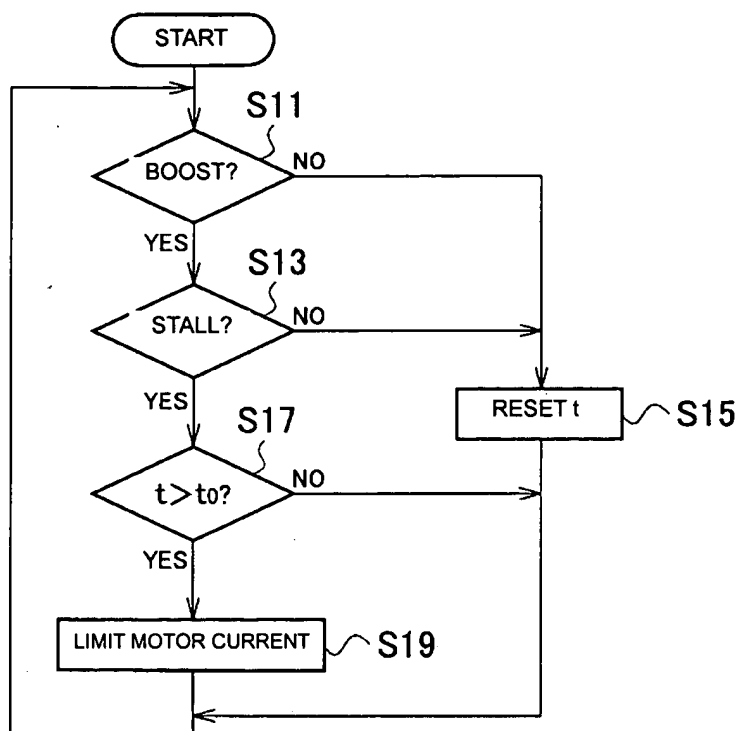 START
S11
BOOST?
NO
YES
S13
STALL?
NO
YES
RESET t
S15
S17
t>t0?
NO
YES
LIMIT MOTOR CURRENT
S19